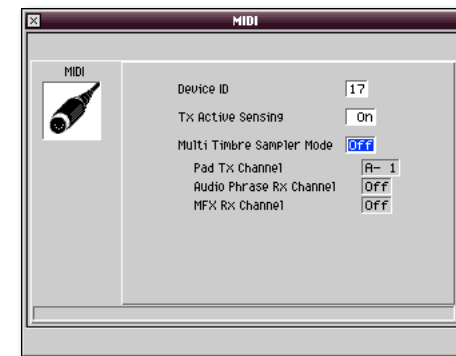 MIDI
MIDI
Device ID 17
Tx Active Sensing On
Multi Timbre Sampler Mode Off
Pad Tx Channel A- 1
Audio Phrase Rx Channel Off
MFX Rx Channel Off